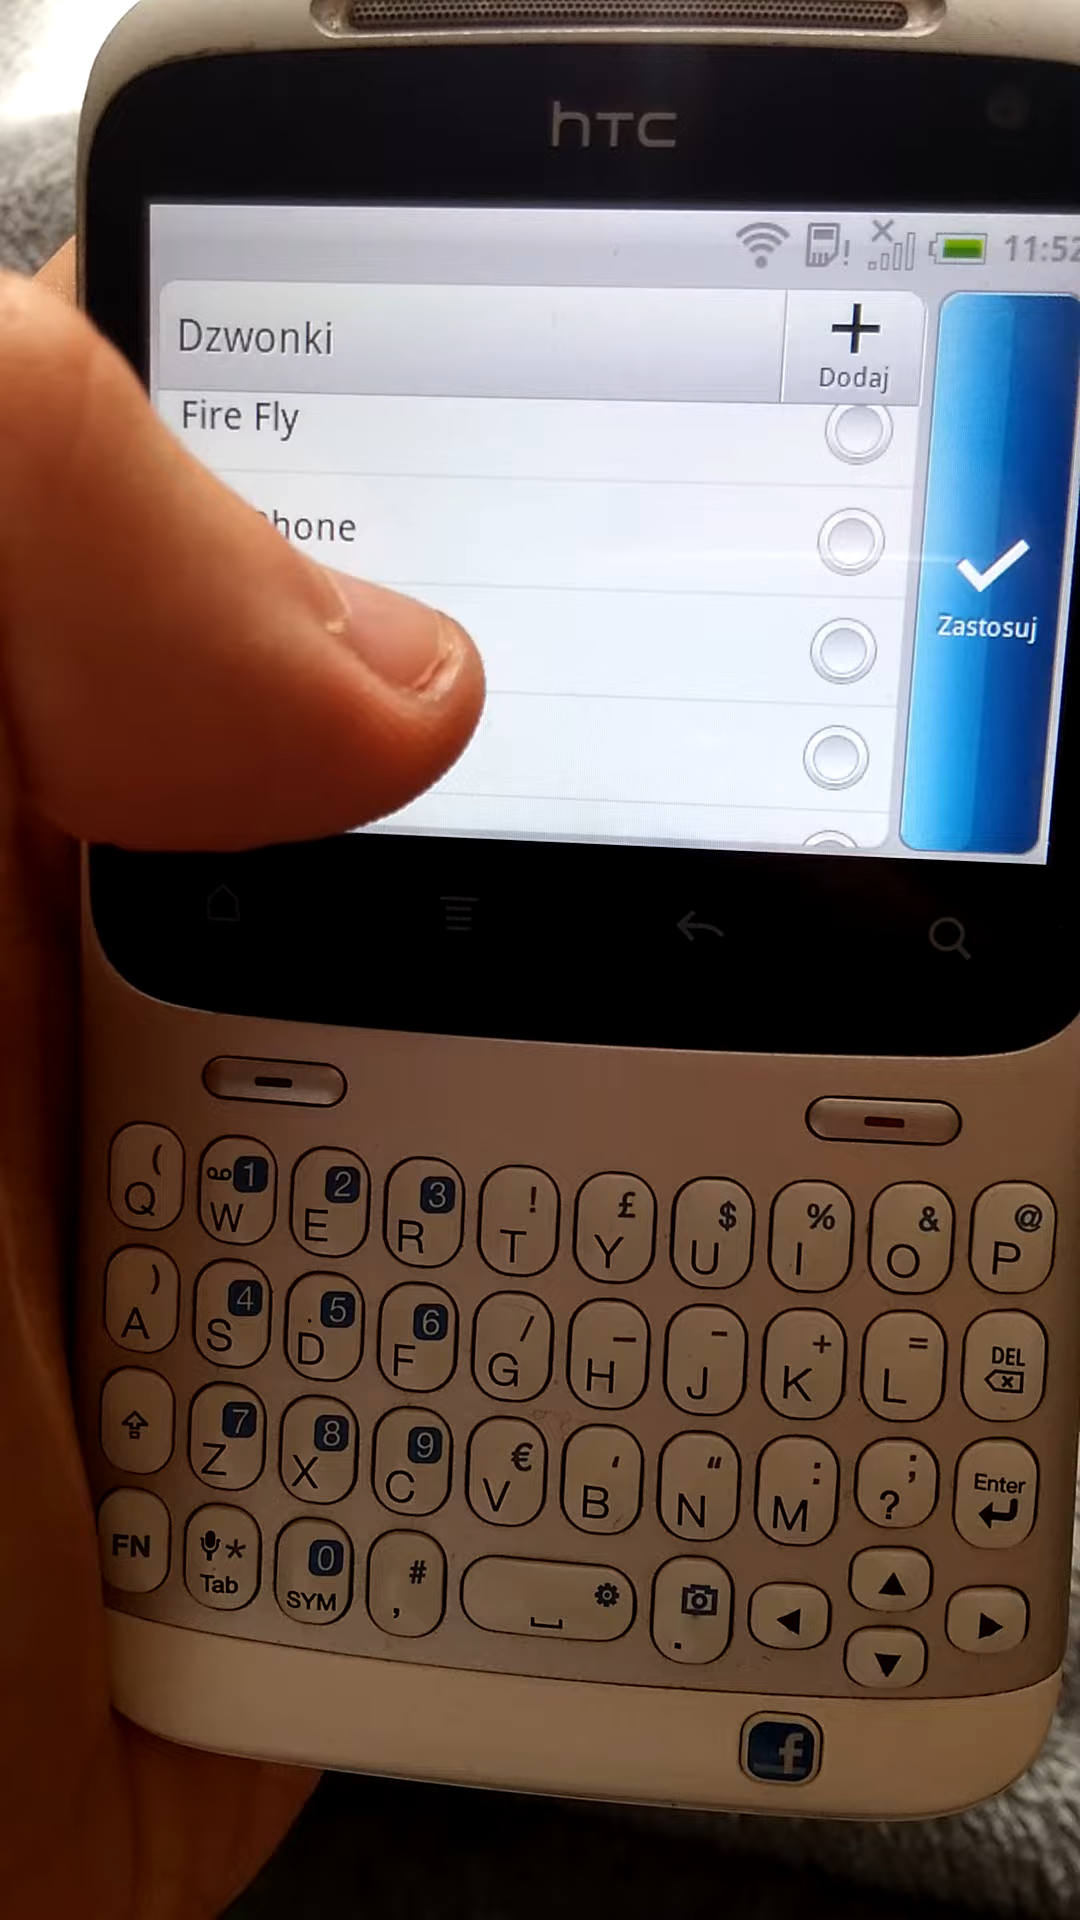 hTC
11:52
Dzwonki
Dodaj
Fire Fly
Zastosuj
( 1 2 3 ! £ $ % & @
Q W E R T Y U I O P
) 4 5 6 / _ - + = DEL
A S D F G H J K L
7 8 9 € ' " : ; Enter
Z X C V B N M ?
FN * Tab 0 SYM # , .
f